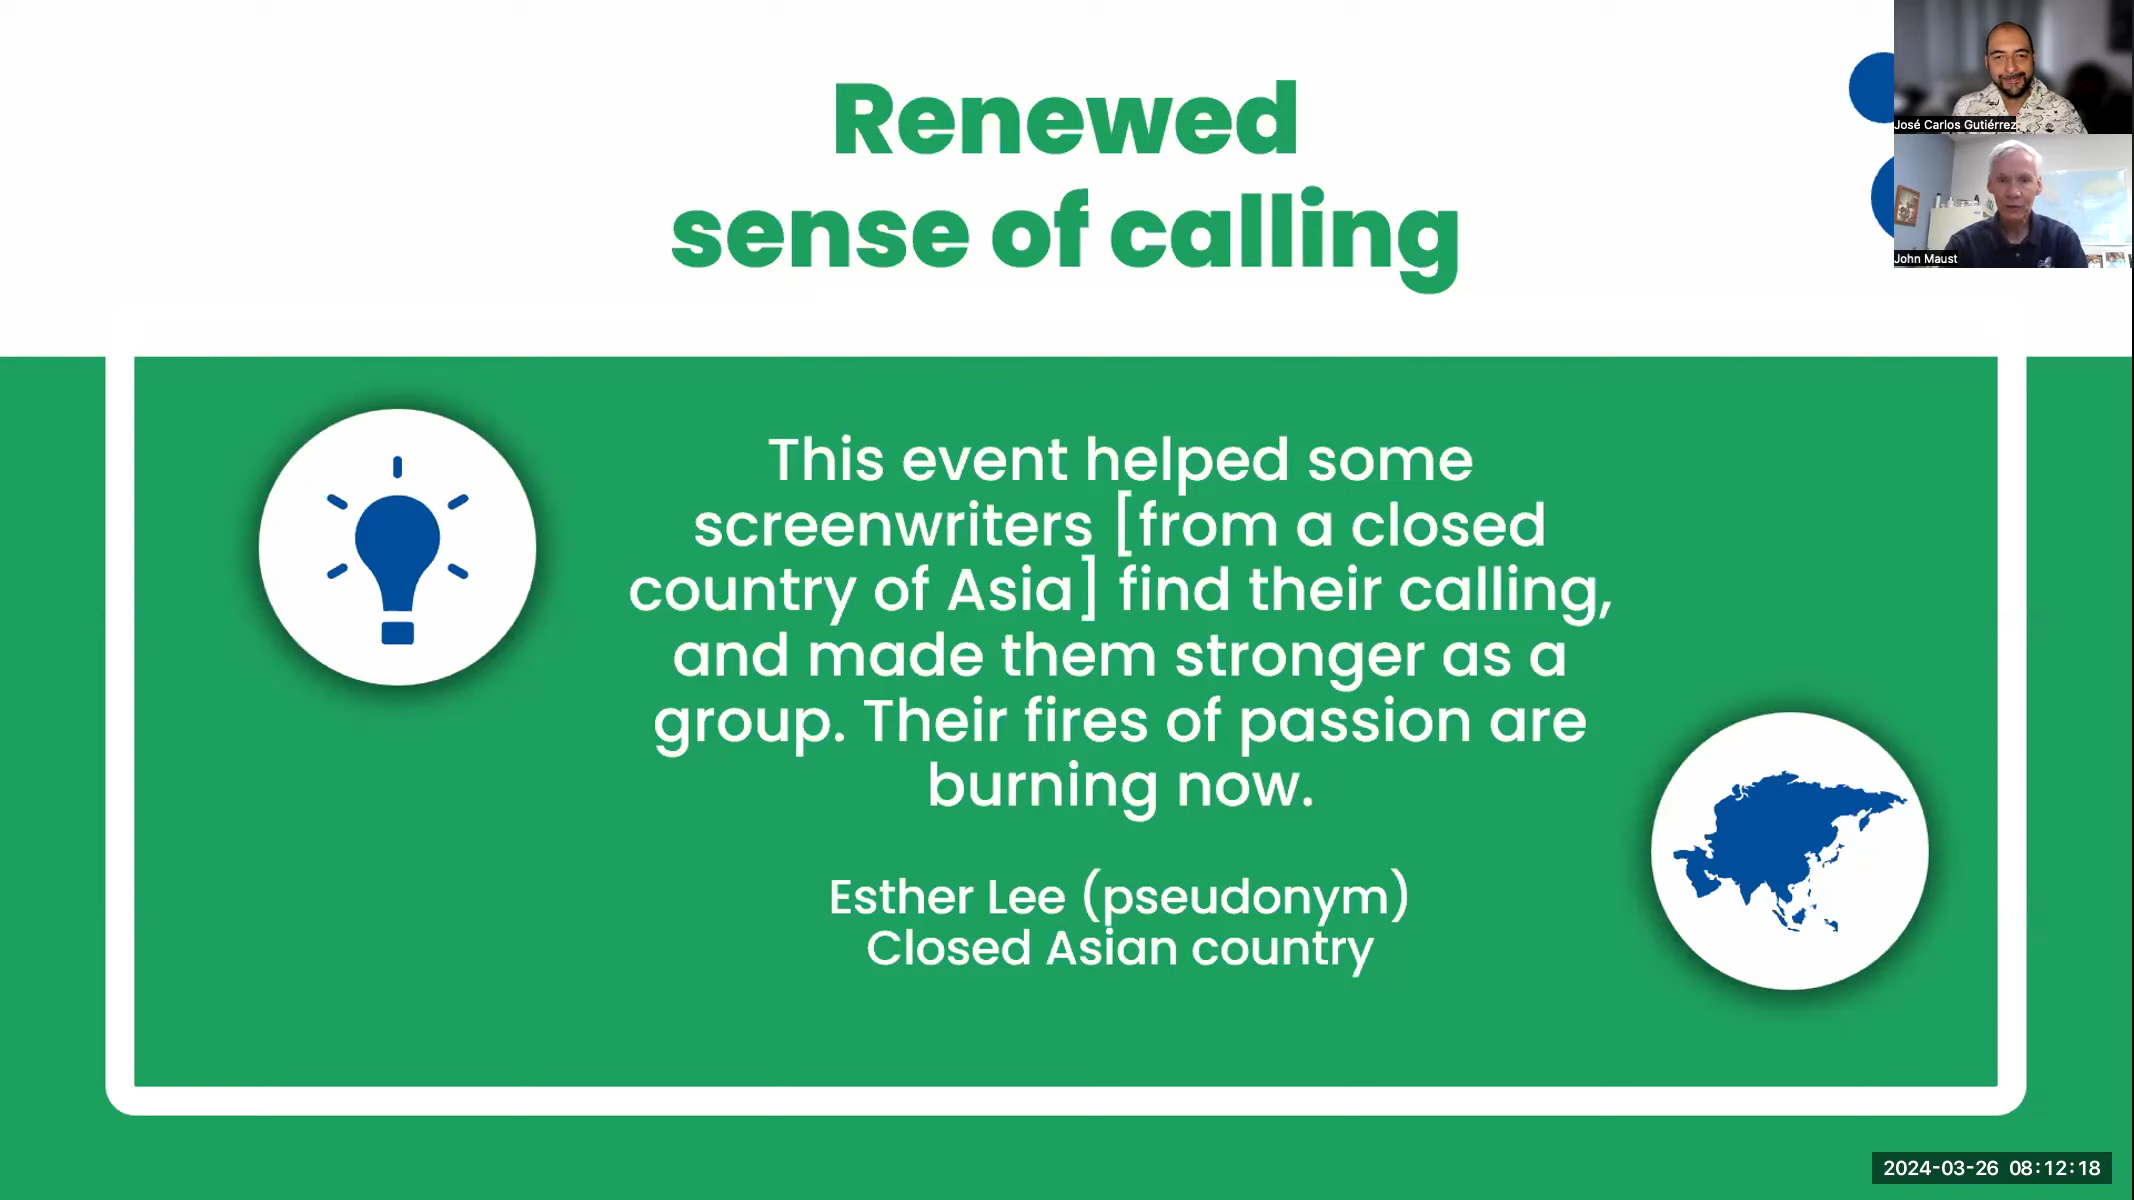 Renewed
sense of calling
José Carlos Gutiérrez
John Maust
This event helped some
screenwriters [from a closed
country of Asia] find their calling,
and made them stronger as a
group. Their fires of passion are
burning now.
Esther Lee (pseudonym)
Closed Asian country
2024-03-26 08:12:18